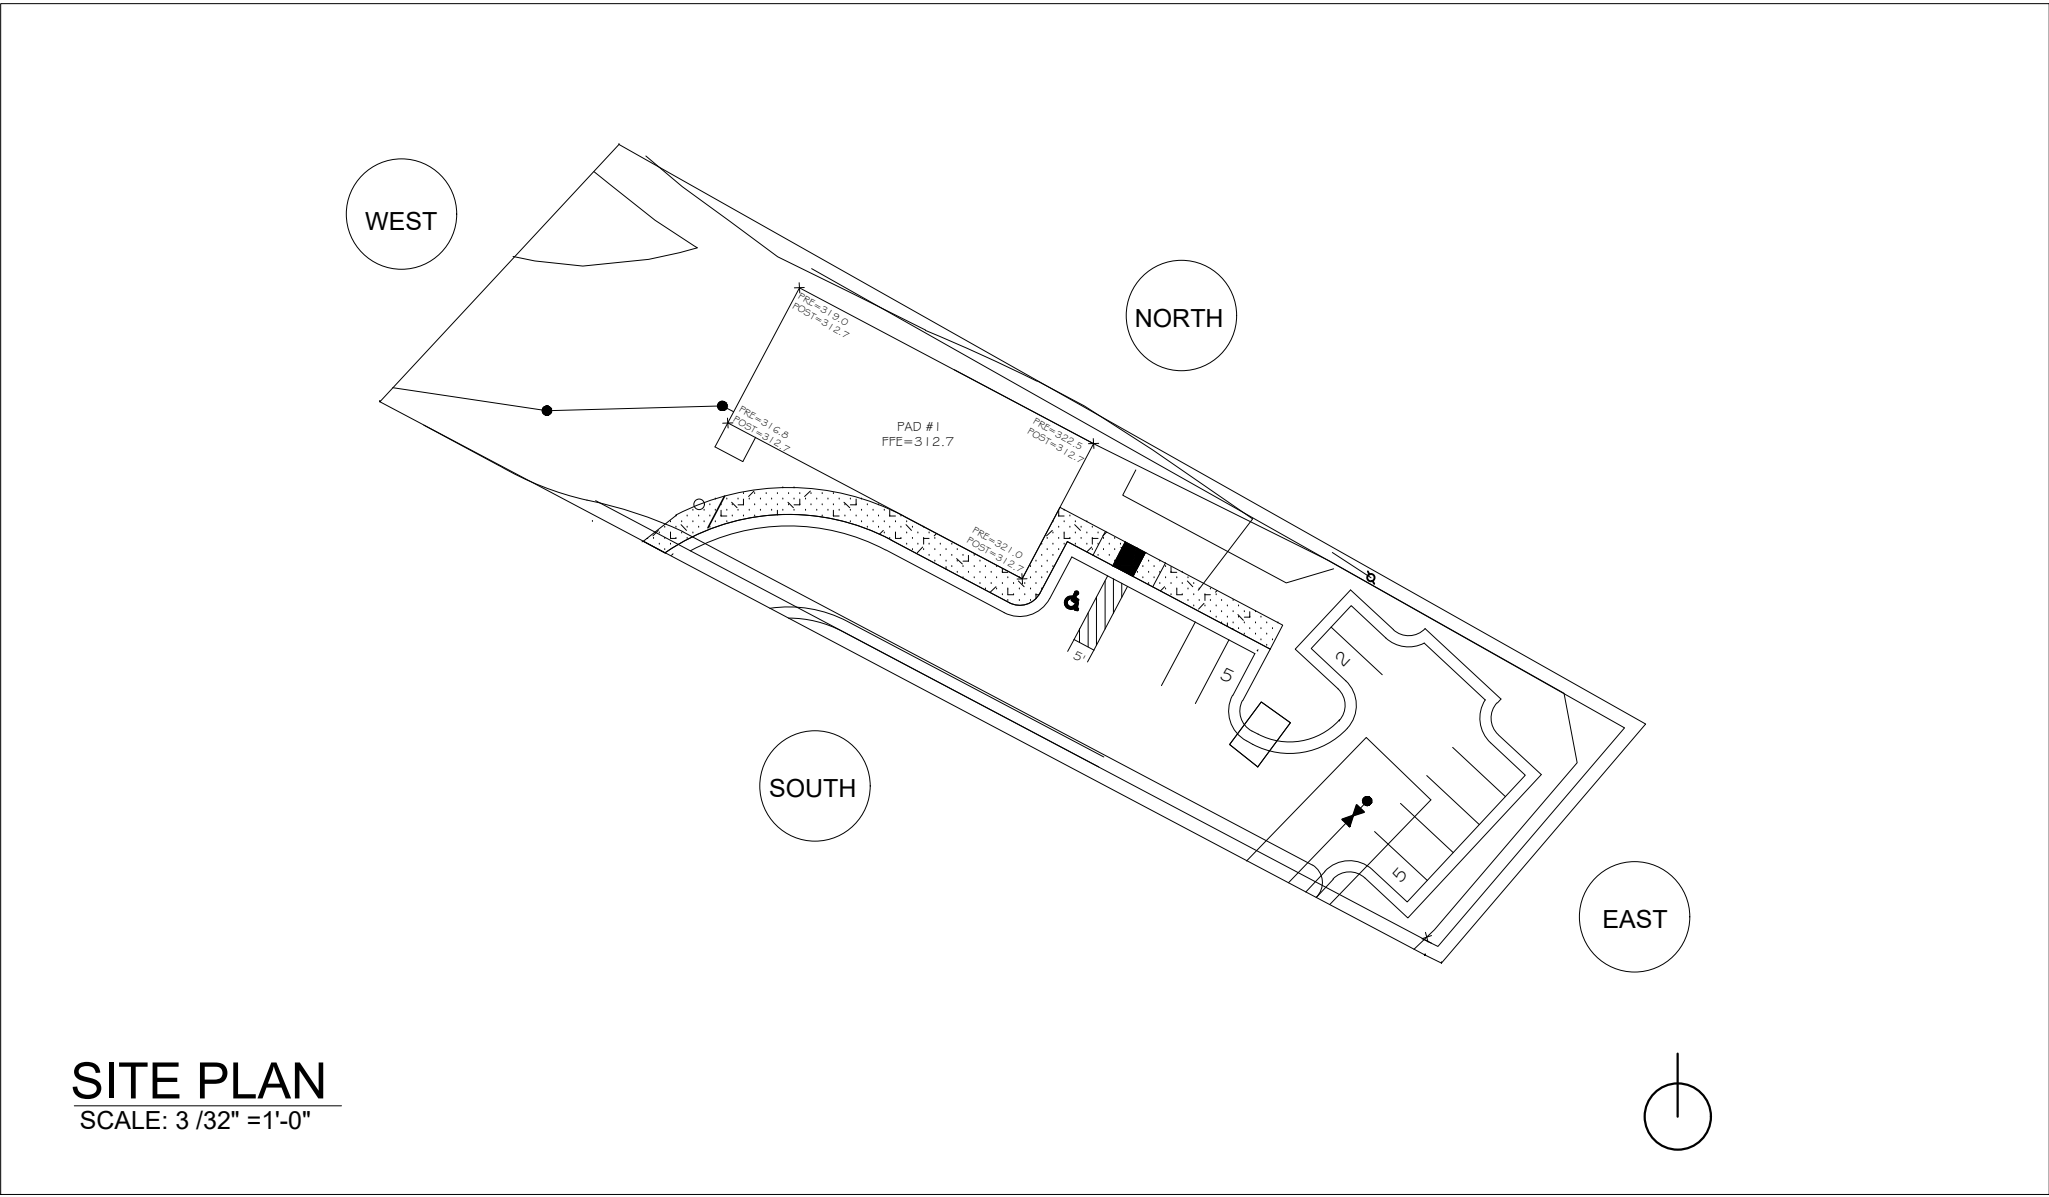 WEST
NORTH
PRE=319.0
POST=312.7
PRE=316.8
POST=312.7
PAD #1
FFE=312.7
PRE=322.5
POST=312.7
PRE=321.0
POST=312.7
5'
5
2
5
SOUTH
EAST
SITE PLAN
SCALE: 3 /32" =1'-0"